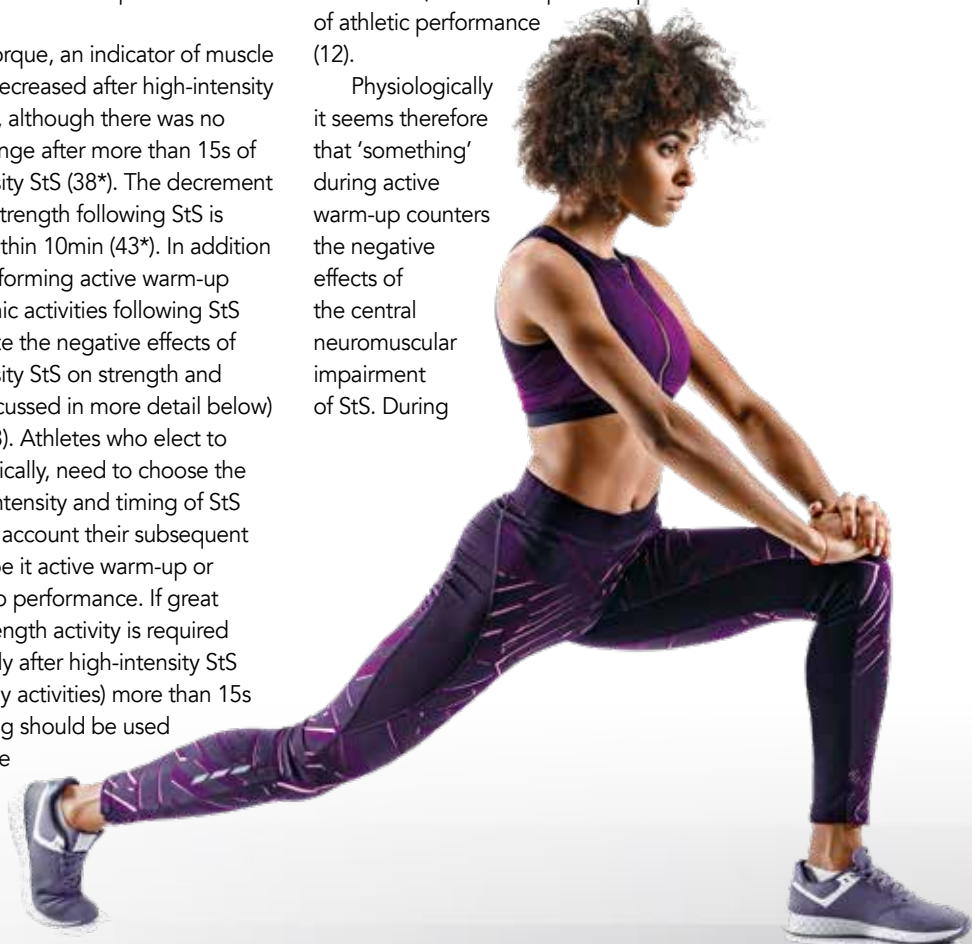 orque, an indicator of muscle
ecreased after high-intensity
, although there was no
nge after more than 15s of
sity StS (38*). The decrement
trength following StS is
thin 10min (43*). In addition
forming active warm-up
ic activities following StS
e the negative effects of
sity StS on strength and
cussed in more detail below)
3). Athletes who elect to
ically, need to choose the
ntensity and timing of StS
account their subsequent
be it active warm-up or
o performance. If great
ength activity is required
ly after high-intensity StS
y activities) more than 15s
g should be used
e
of athletic performance
(12).
Physiologically
it seems therefore
that ‘something’
during active
warm-up counters
the negative
effects of
the central
neuromuscular
impairment
of StS. During